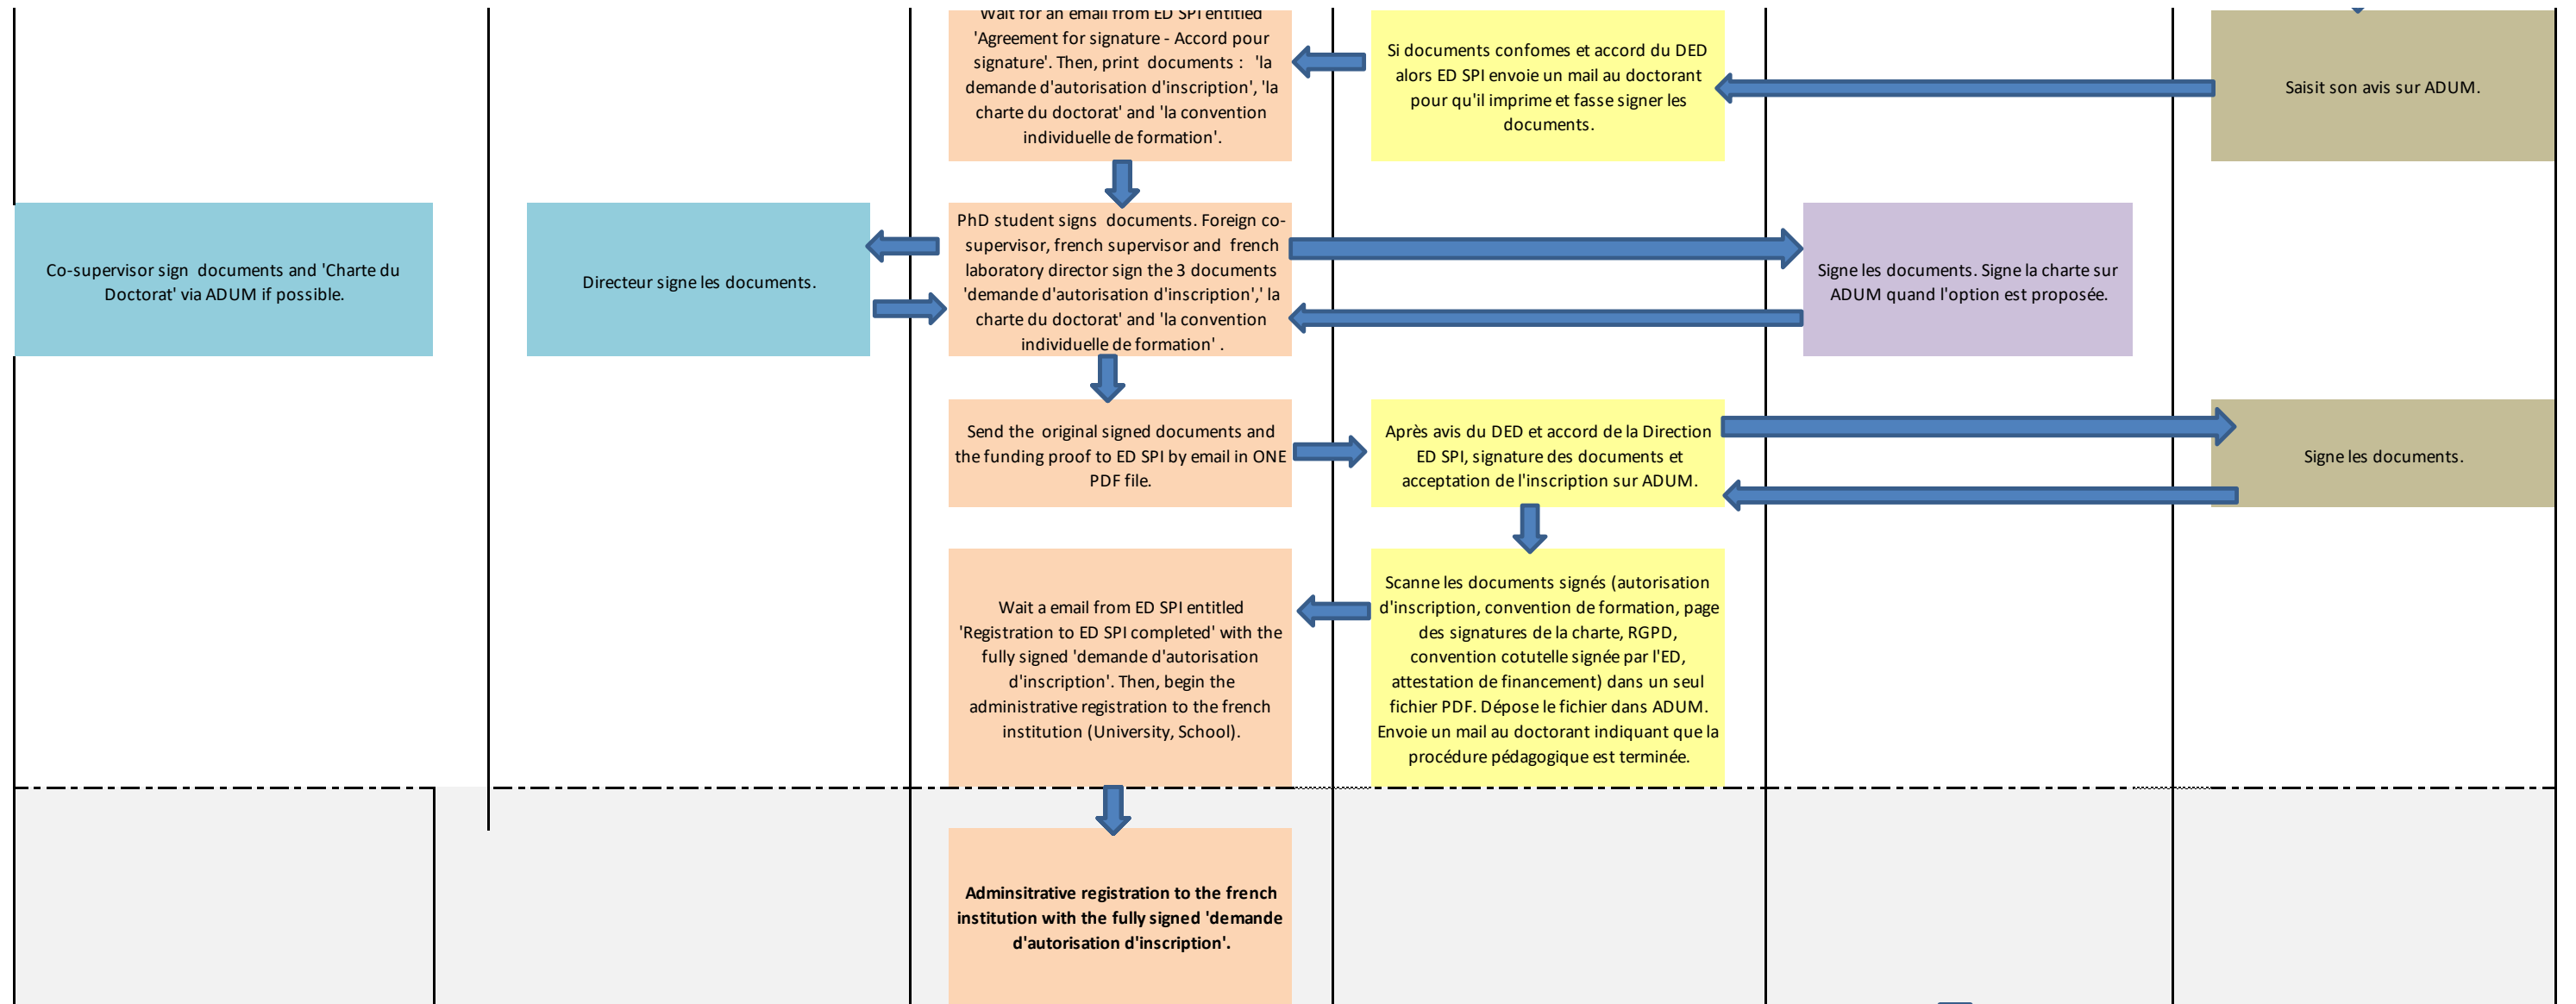 Wait for an email from ED SPI entitled
'Agreement for signature - Accord pour
signature'. Then, print documents : 'la
demande d'autorisation d'inscription', 'la
charte du doctorat' and 'la convention
individuelle de formation'.
Si documents confomes et accord du DED
alors ED SPI envoie un mail au doctorant
pour qu'il imprime et fasse signer les
documents.
Saisit son avis sur ADUM.
Co-supervisor sign documents and 'Charte du
Doctorat' via ADUM if possible.
Directeur signe les documents.
PhD student signs documents. Foreign co-
supervisor, french supervisor and french
laboratory director sign the 3 documents
'demande d'autorisation d'inscription',' la
charte du doctorat' and 'la convention
individuelle de formation' .
Signe les documents. Signe la charte sur
ADUM quand l'option est proposée.
Send the original signed documents and
the funding proof to ED SPI by email in ONE
PDF file.
Après avis du DED et accord de la Direction
ED SPI, signature des documents et
acceptation de l'inscription sur ADUM.
Signe les documents.
Wait a email from ED SPI entitled
'Registration to ED SPI completed' with the
fully signed 'demande d'autorisation
d'inscription'. Then, begin the
administrative registration to the french
institution (University, School).
Scanne les documents signés (autorisation
d'inscription, convention de formation, page
des signatures de la charte, RGPD,
convention cotutelle signée par l'ED,
attestation de financement) dans un seul
fichier PDF. Dépose le fichier dans ADUM.
Envoie un mail au doctorant indiquant que la
procédure pédagogique est terminée.
Adminsitrative registration to the french
institution with the fully signed 'demande
d'autorisation d'inscription'.